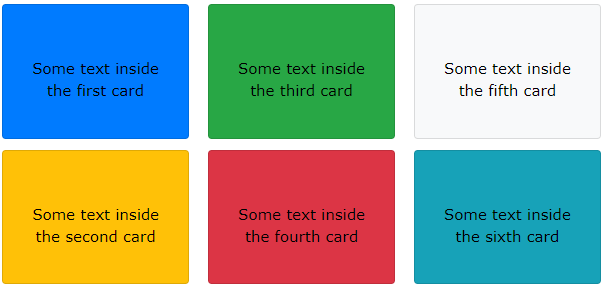 Some text inside
the first card
Some text inside
the third card
Some text inside
the fifth card
Some text inside
the second card
Some text inside
the fourth card
Some text inside
the sixth card